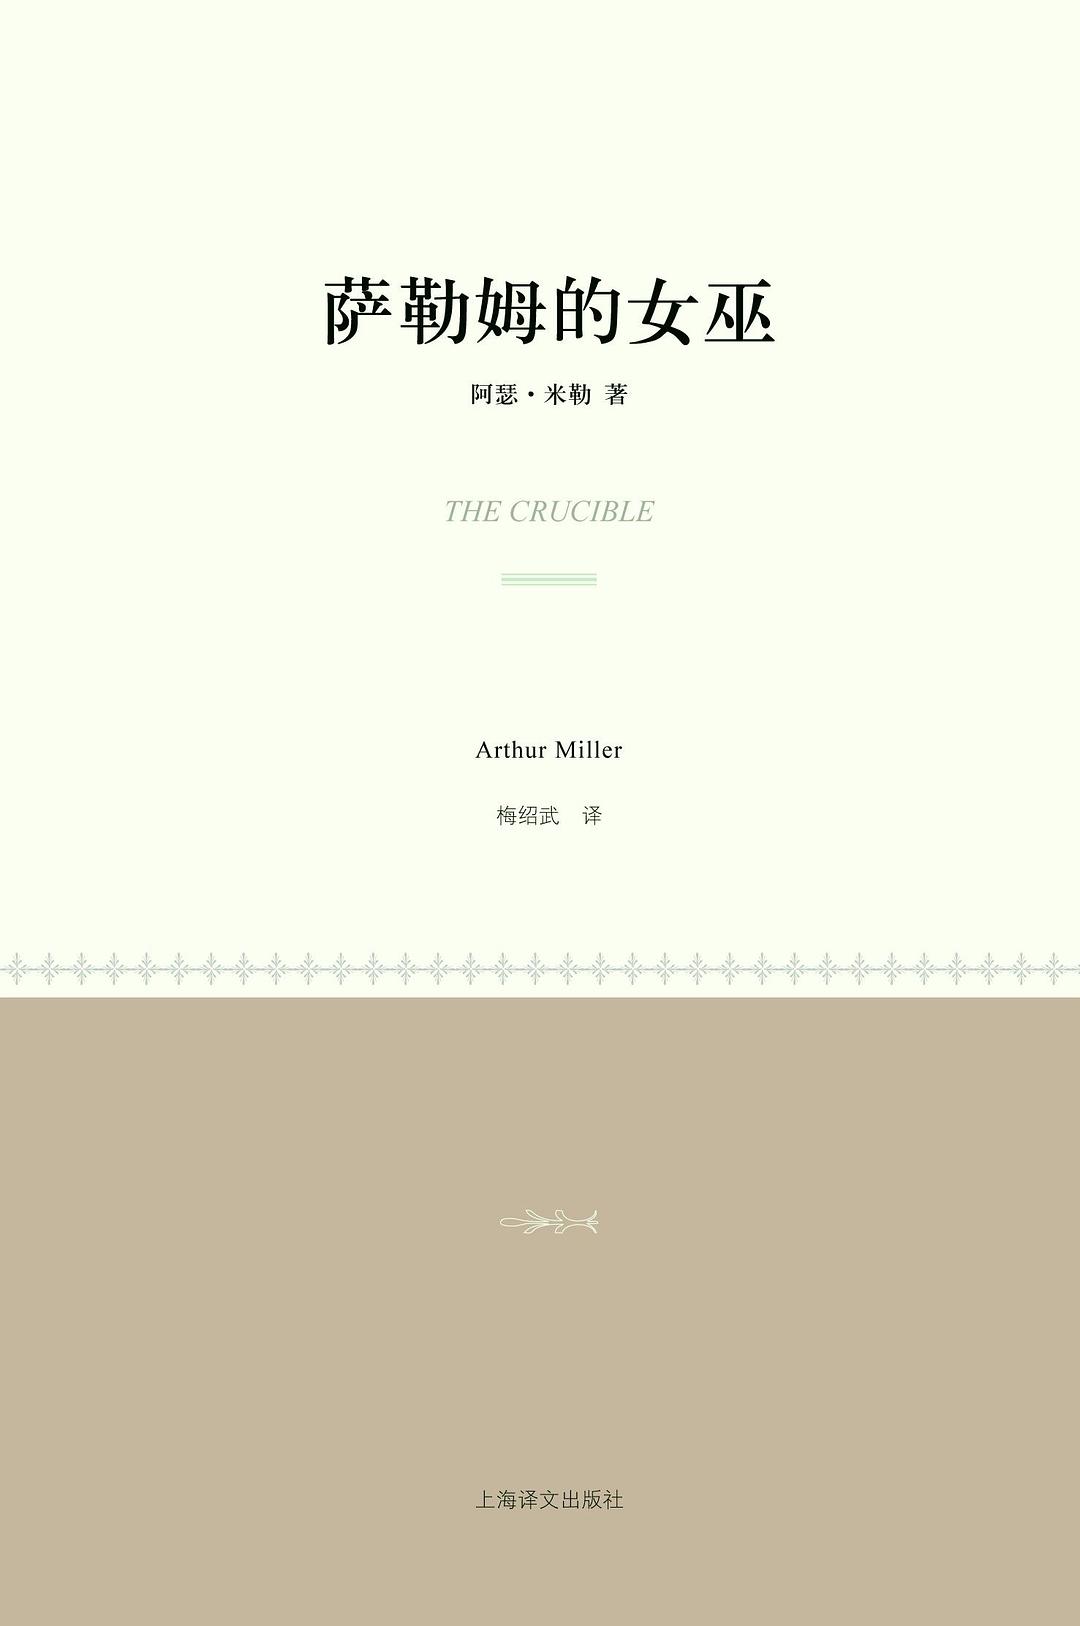 萨勒姆的女巫
阿瑟·米勒 著
THE CRUCIBLE
Arthur Miller
梅绍武 译
上海译文出版社